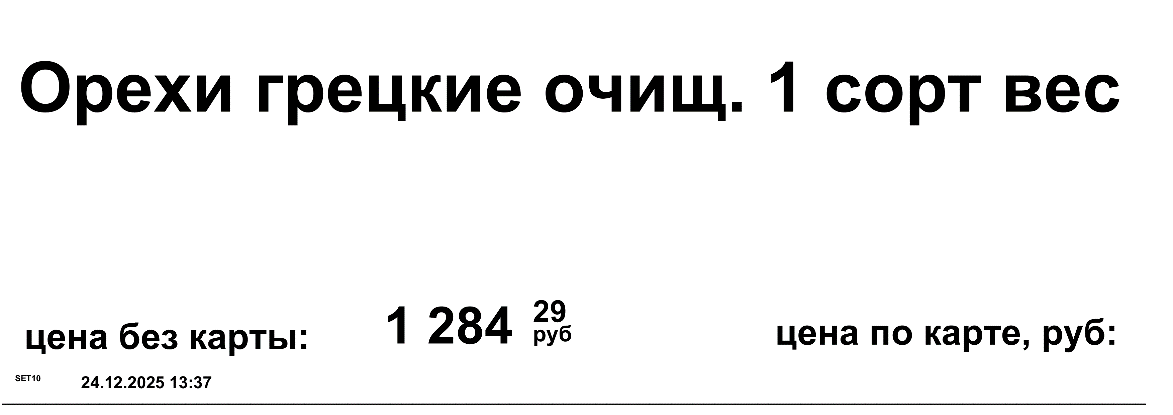 Орехи грецкие очищ. 1 сорт вес
цена без карты: 1 284 29 руб цена по карте, руб:
SET10 24.12.2025 13:37